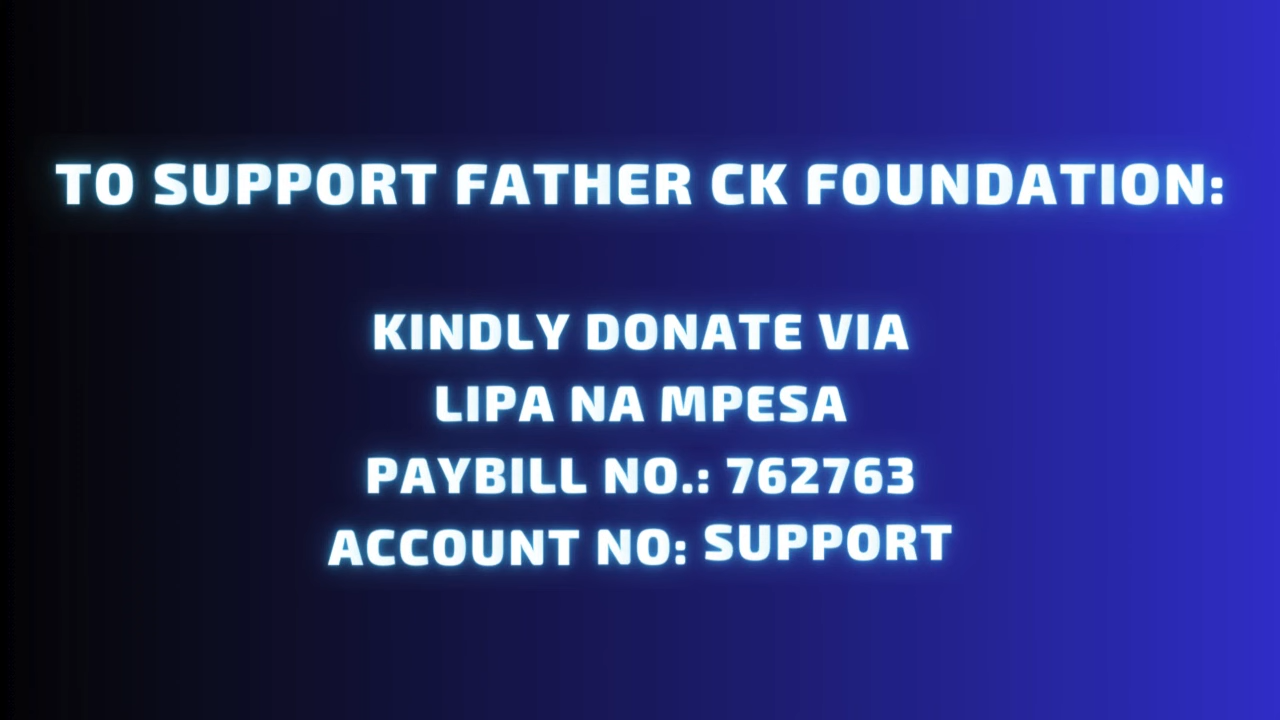 TO SUPPORT FATHER CK FOUNDATION:
KINDLY DONATE VIA
LIPA NA MPESA
PAYBILL NO.: 762763
ACCOUNT NO: SUPPORT